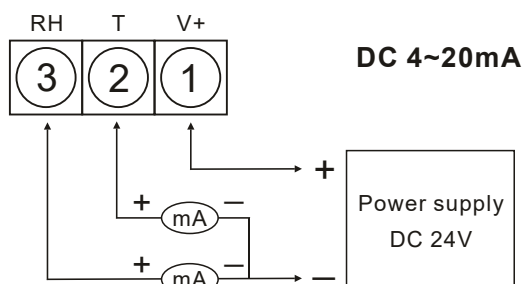 RH T V+
3 2 1
DC 4~20mA
+
+ mA −
Power supply
DC 24V
+ mA −
−